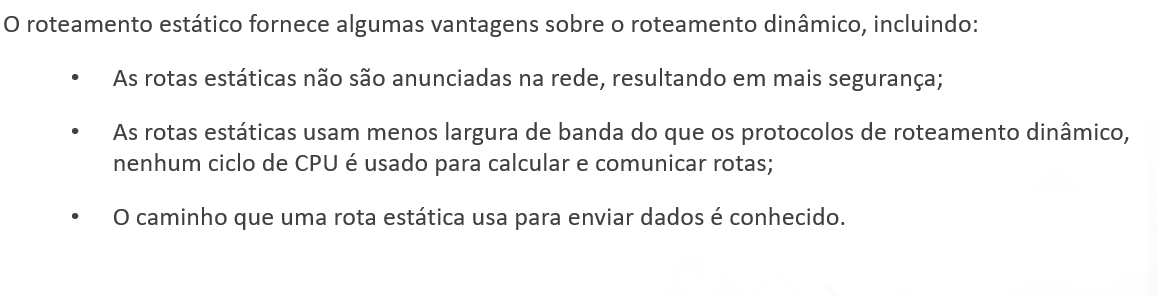 O roteamento estático fornece algumas vantagens sobre o roteamento dinâmico, incluindo:
• As rotas estáticas não são anunciadas na rede, resultando em mais segurança;
• As rotas estáticas usam menos largura de banda do que os protocolos de roteamento dinâmico,
nenhum ciclo de CPU é usado para calcular e comunicar rotas;
• O caminho que uma rota estática usa para enviar dados é conhecido.